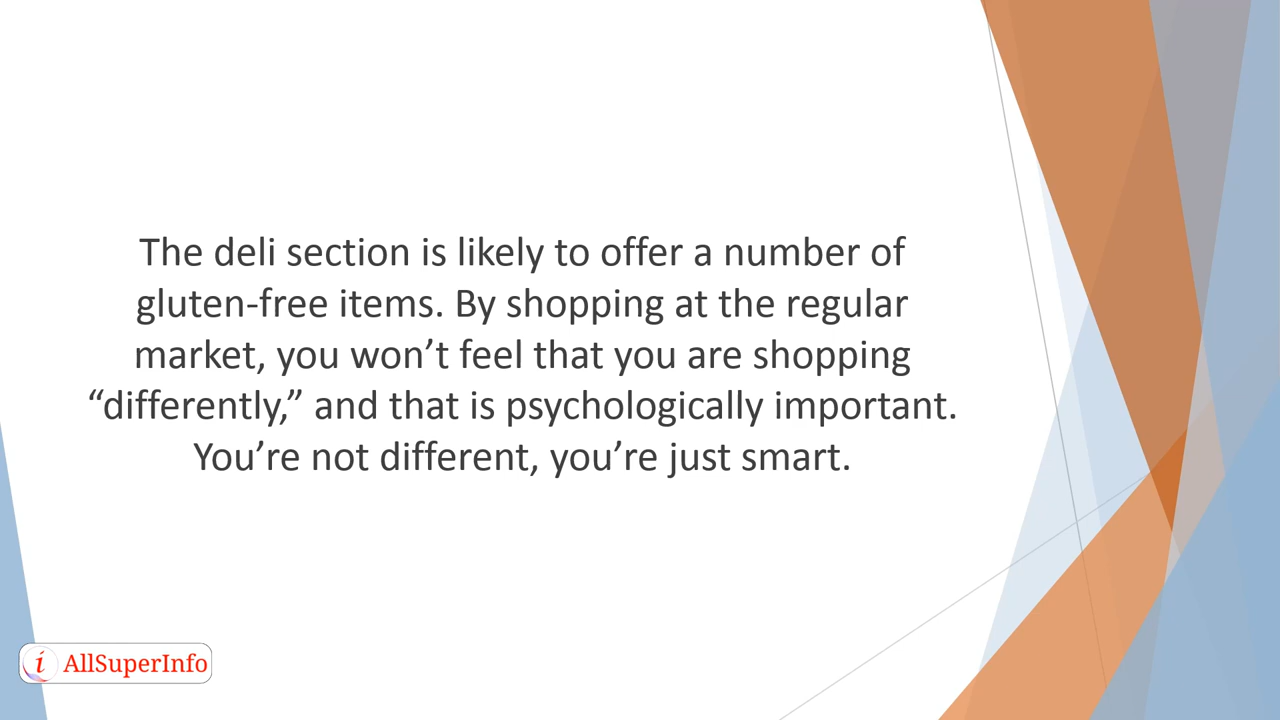 The deli section is likely to offer a number of
gluten-free items. By shopping at the regular
market, you won’t feel that you are shopping
“differently,” and that is psychologically important.
You’re not different, you’re just smart.
i AllSuperInfo